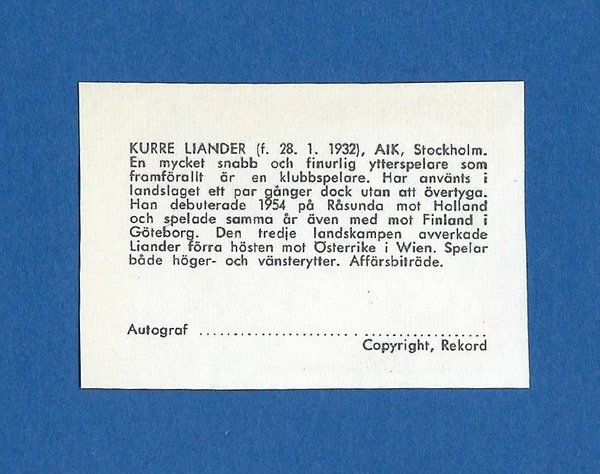 KURRE LIANDER (f. 28. 1. 1932), AIK, Stockholm.
En mycket snabb och finurlig ytterspelare som
framförallt är en klubbspelare. Har använts i
landslaget ett par gånger dock utan att övertyga.
Han debuterade 1954 på Råsunda mot Holland
och spelade samma år även med mot Finland i
Göteborg. Den tredje landskampen avverkade
Liander förra hösten mot Österrike i Wien. Spelar
både höger- och vänsterytter. Affärsbiträde.
Autograf .............................................
Copyright, Rekord